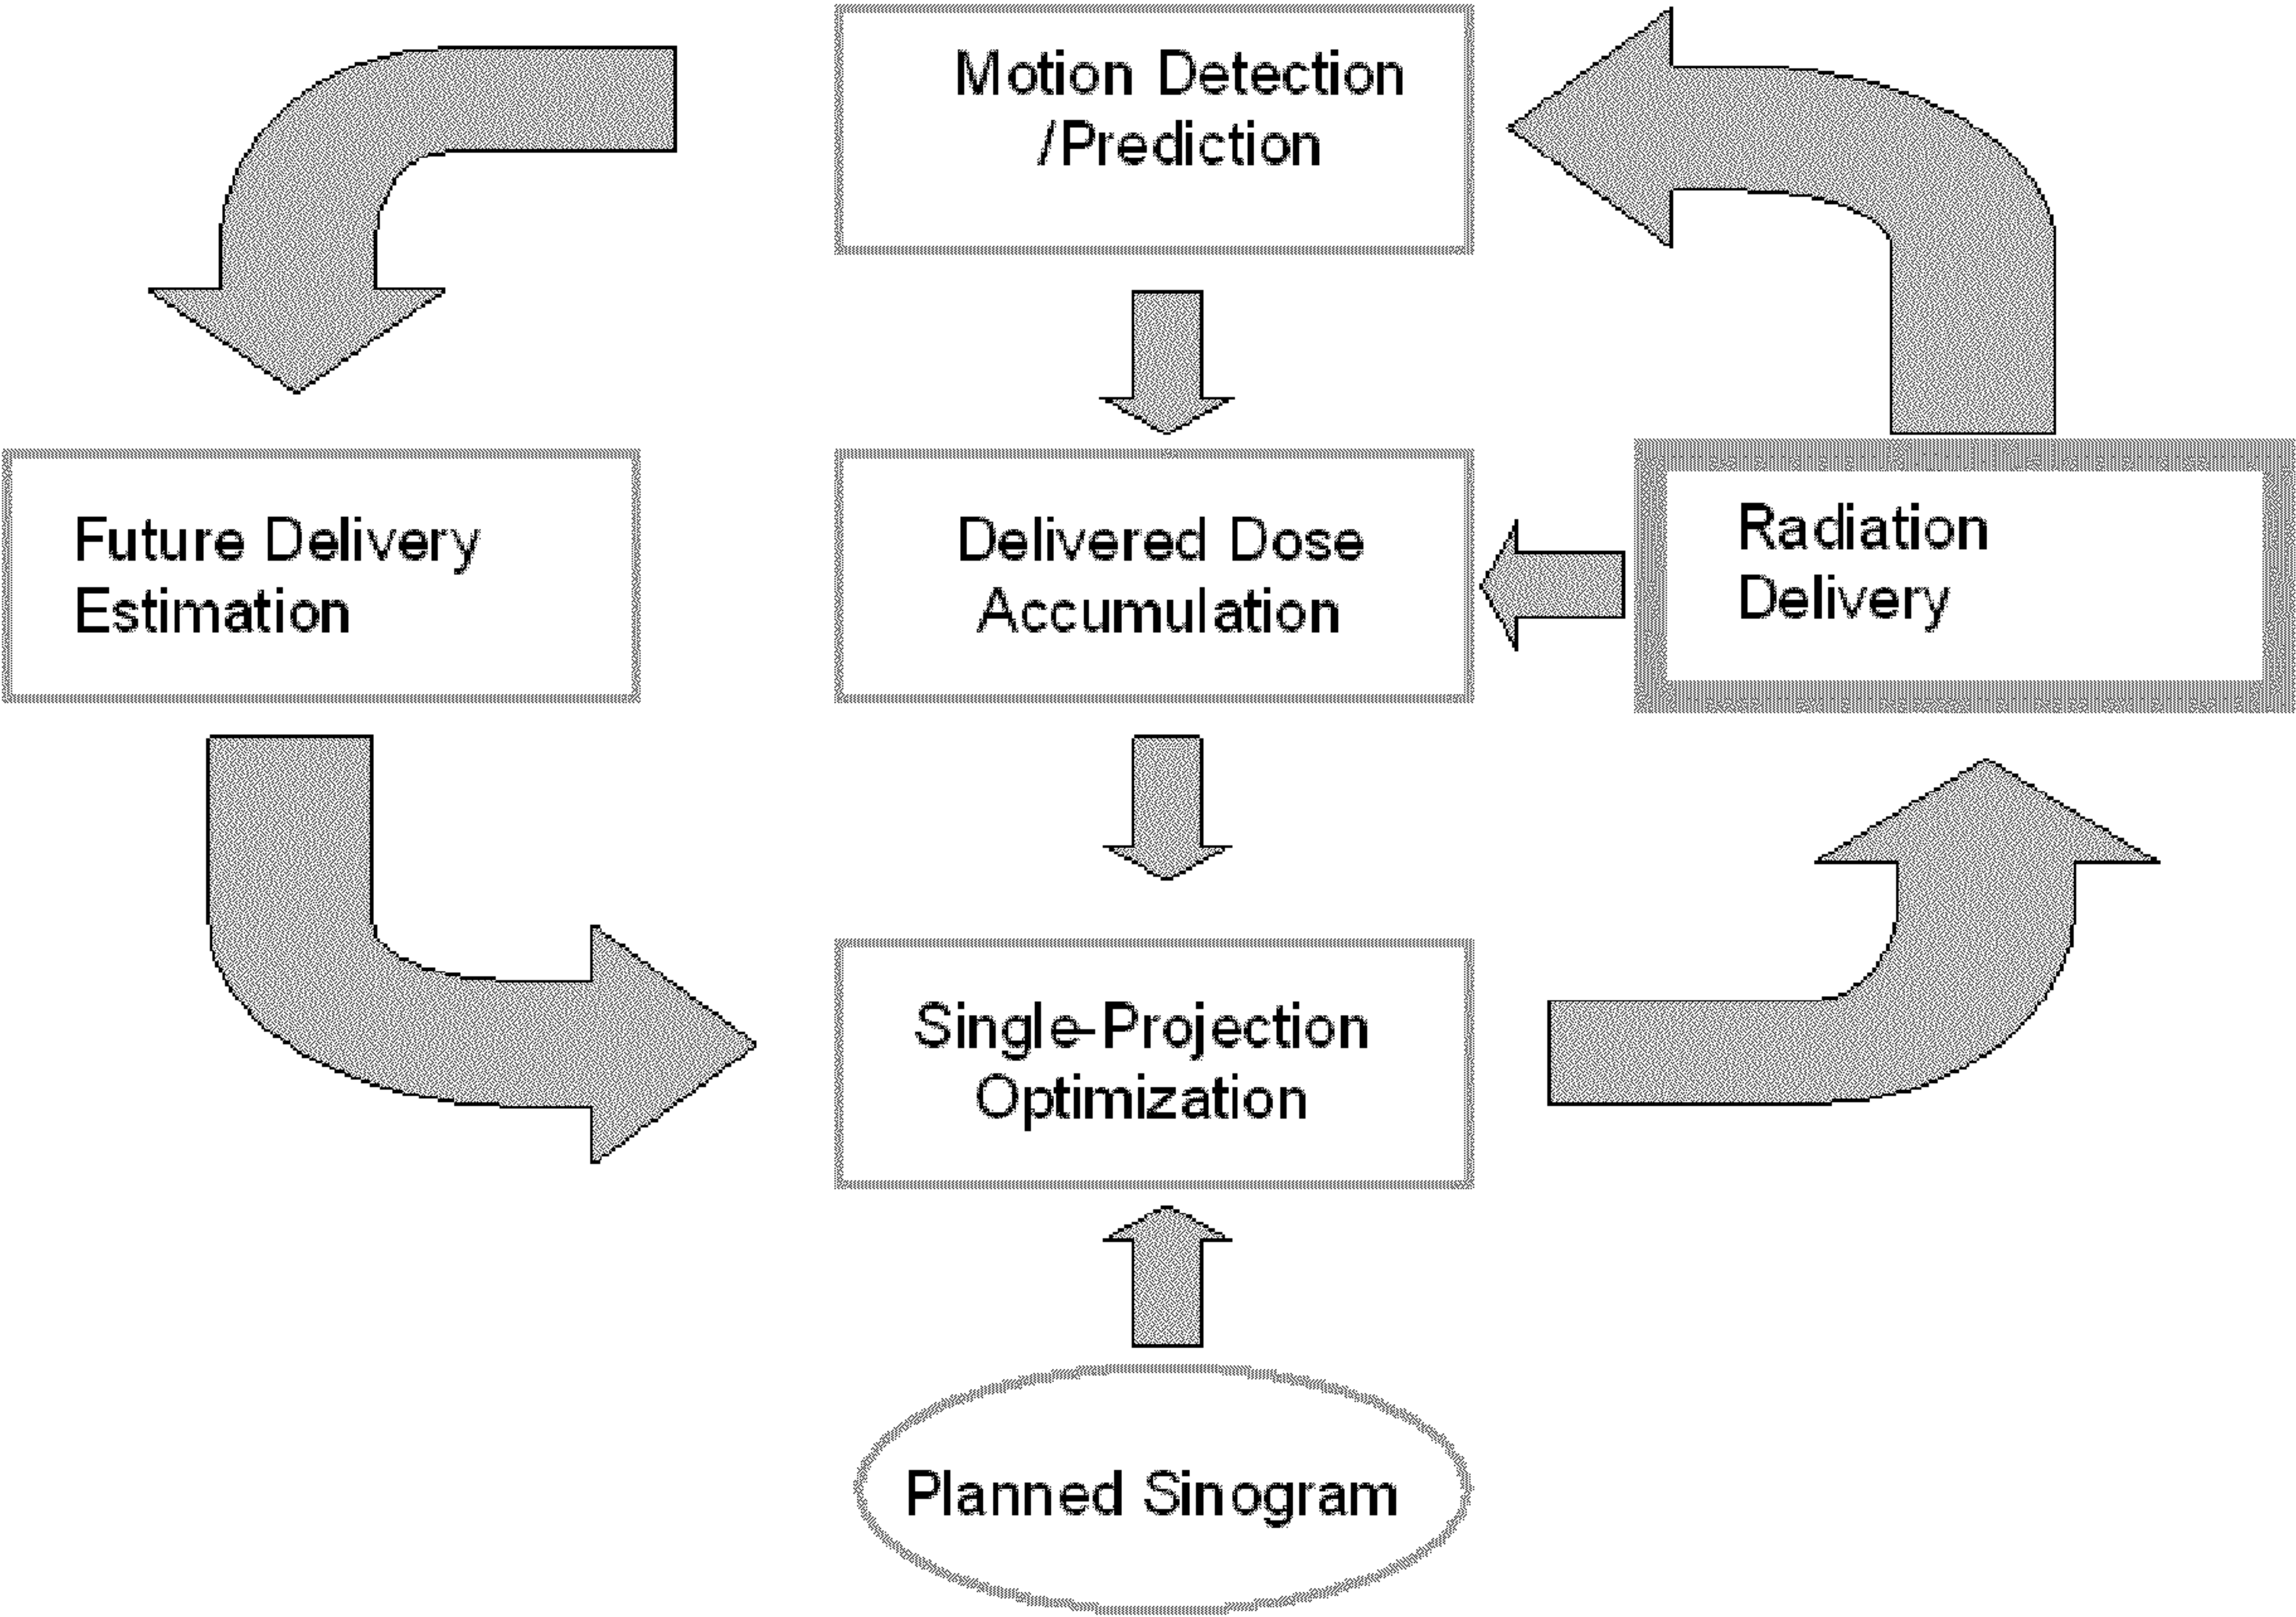 Motion Detection
/Prediction
Future Delivery
Estimation
Delivered Dose
Accumulation
Radiation
Delivery
Single-Projection
Optimization
Planned Sinogram